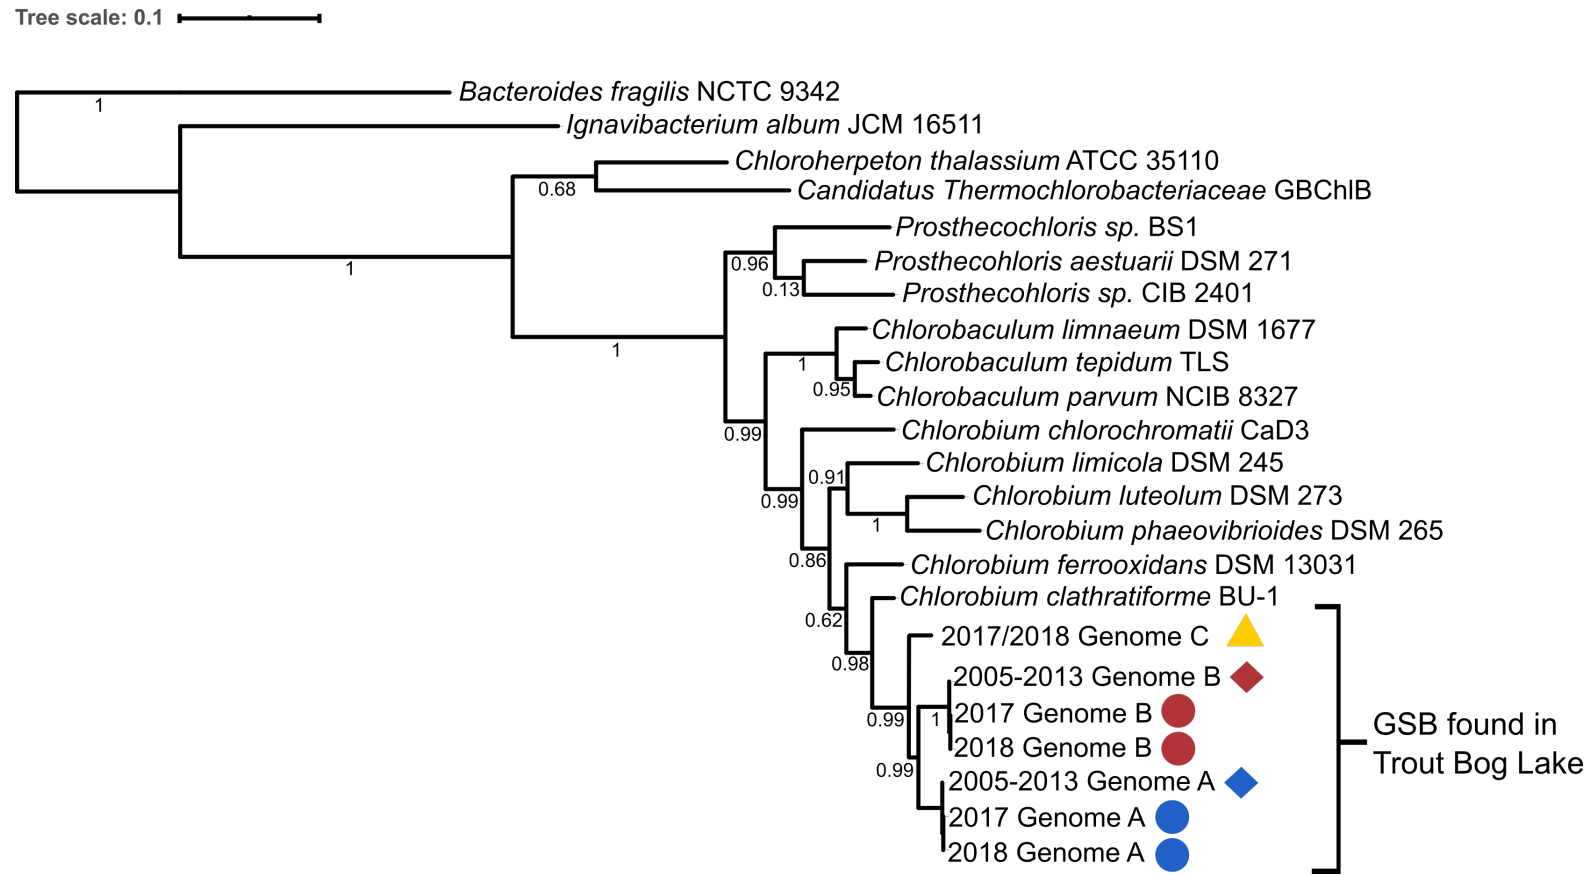 Tree scale: 0.1
Bacteroides fragilis NCTC 9342
1
Ignavibacterium album JCM 16511
Chloroherpeton thalassium ATCC 35110
0.68
Candidatus Thermochlorobacteriaceae GBChlB
Prosthecochloris sp. BS1
0.96
Prosthecohloris aestuarii DSM 271
1
0.13
Prosthecohloris sp. CIB 2401
Chlorobaculum limnaeum DSM 1677
1
1
Chlorobaculum tepidum TLS
0.95
Chlorobaculum parvum NCIB 8327
Chlorobium chlorochromatii CaD3
0.99
Chlorobium limicola DSM 245
0.91
Chlorobium luteolum DSM 273
0.99
1
Chlorobium phaeovibrioides DSM 265
0.86
Chlorobium ferrooxidans DSM 13031
Chlorobium clathratiforme BU-1
0.62
2017/2018 Genome C
0.98
2005-2013 Genome B
2017 Genome B
0.99
1
2018 Genome B
0.99
2005-2013 Genome A
2017 Genome A
2018 Genome A
GSB found in
Trout Bog Lake